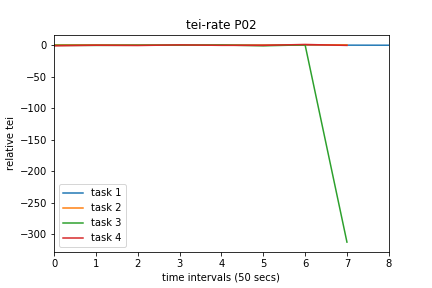 tei-rate P02
relative tei
0
−50
−100
−150
−200
−250
−300
task 1
task 2
task 3
task 4
0 1 2 3 4 5 6 7 8
time intervals (50 secs)